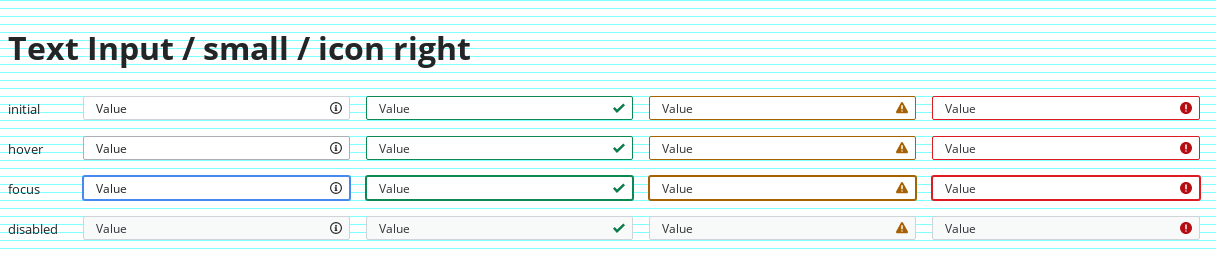 Text Input / small / icon right
initial Value Value Value Value
hover Value Value Value Value
focus Value Value Value Value
disabled Value Value Value Value